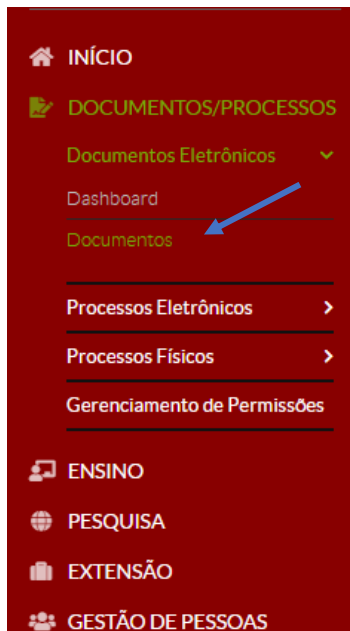 INÍCIO
DOCUMENTOS/PROCESSOS
Documentos Eletrônicos
Dashboard
Documentos
Processos Eletrônicos
Processos Físicos
Gerenciamento de Permissões
ENSINO
PESQUISA
EXTENSÃO
GESTÃO DE PESSOAS